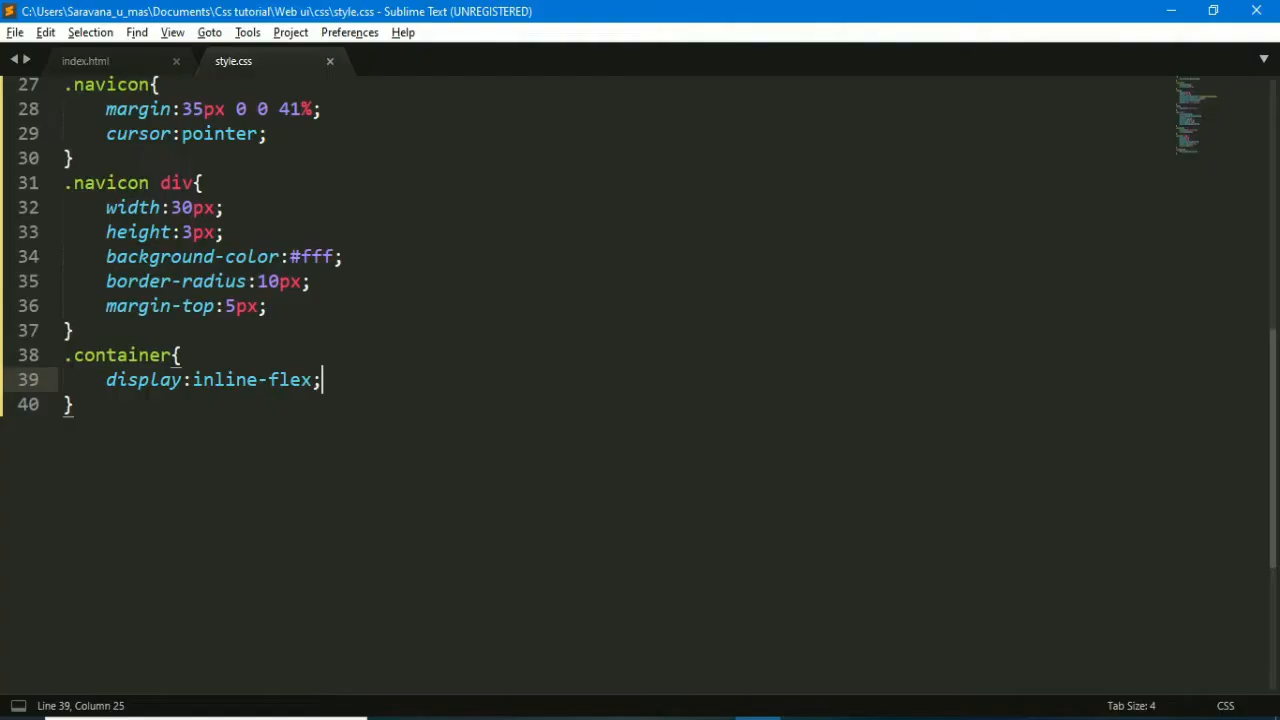 C:\Users\Saravana_u_mas\Documents\Css tutorial\Web ui\css\style.css - Sublime Text (UNREGISTERED)
File Edit Selection Find View Goto Tools Project Preferences Help
index.html style.css
27 .navicon{
28 margin:35px 0 0 41%;
29 cursor:pointer;
30 }
31 .navicon div{
32 width:30px;
33 height:3px;
34 background-color:#fff;
35 border-radius:10px;
36 margin-top:5px;
37 }
38 .container{
39 display:inline-flex;
40 }
Line 39, Column 25 Tab Size: 4 CSS